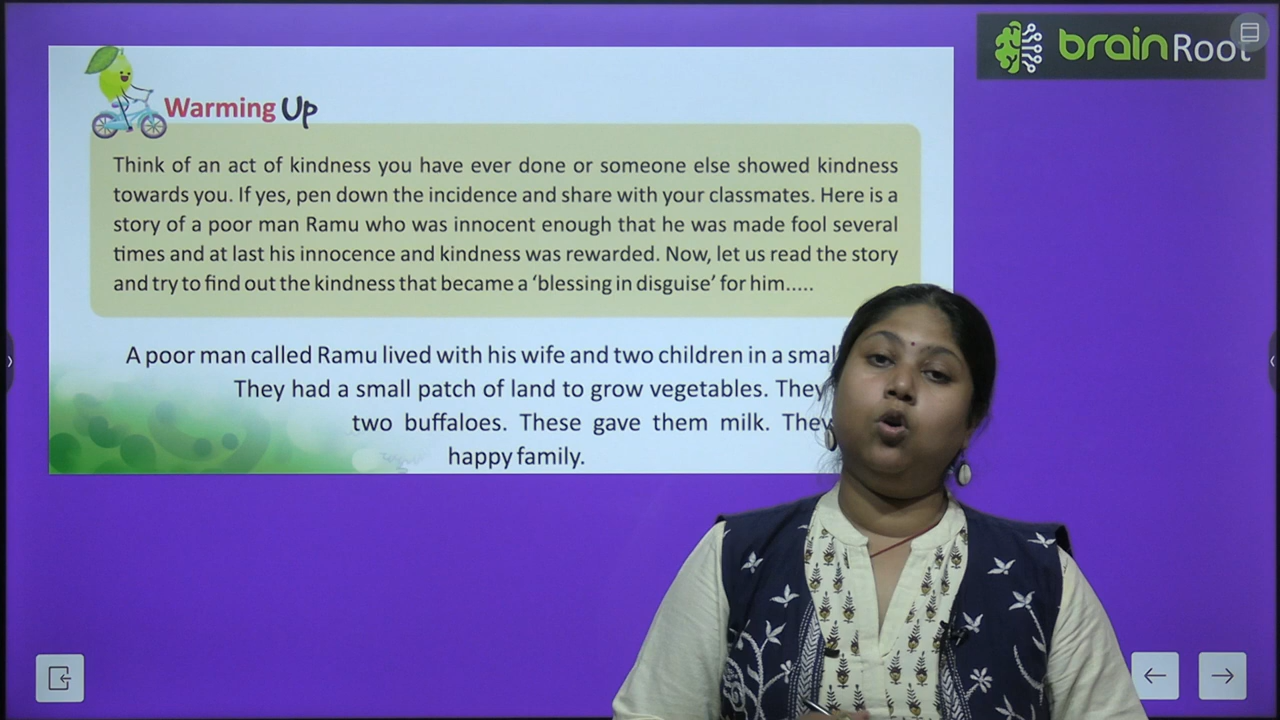 brainRoot
Warming Up
Think of an act of kindness you have ever done or someone else showed kindness
towards you. If yes, pen down the incidence and share with your classmates. Here is a
story of a poor man Ramu who was innocent enough that he was made fool several
times and at last his innocence and kindness was rewarded. Now, let us read the story
and try to find out the kindness that became a ‘blessing in disguise’ for him.....
A poor man called Ramu lived with his wife and two children in a
They had a small patch of land to grow vegetables. They
two buffaloes. These gave them milk. They
happy family.